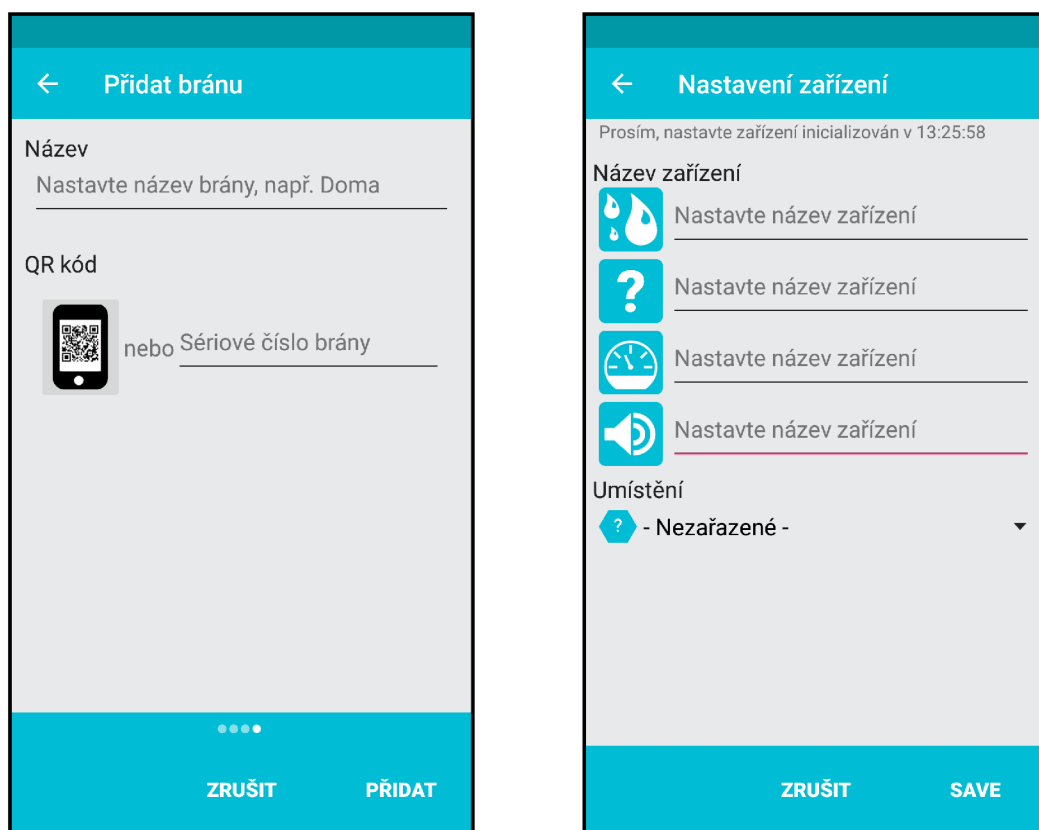 Přidat bránu
Název
Nastavte název brány, např. Doma
QR kód
nebo Sériové číslo brány
ZRUŠIT PŘIDAT
Nastavení zařízení
Prosím, nastavte zařízení inicializován v 13:25:58
Název zařízení
Nastavte název zařízení
? Nastavte název zařízení
Nastavte název zařízení
Nastavte název zařízení
Umístění
? - Nezařazené -
ZRUŠIT SAVE